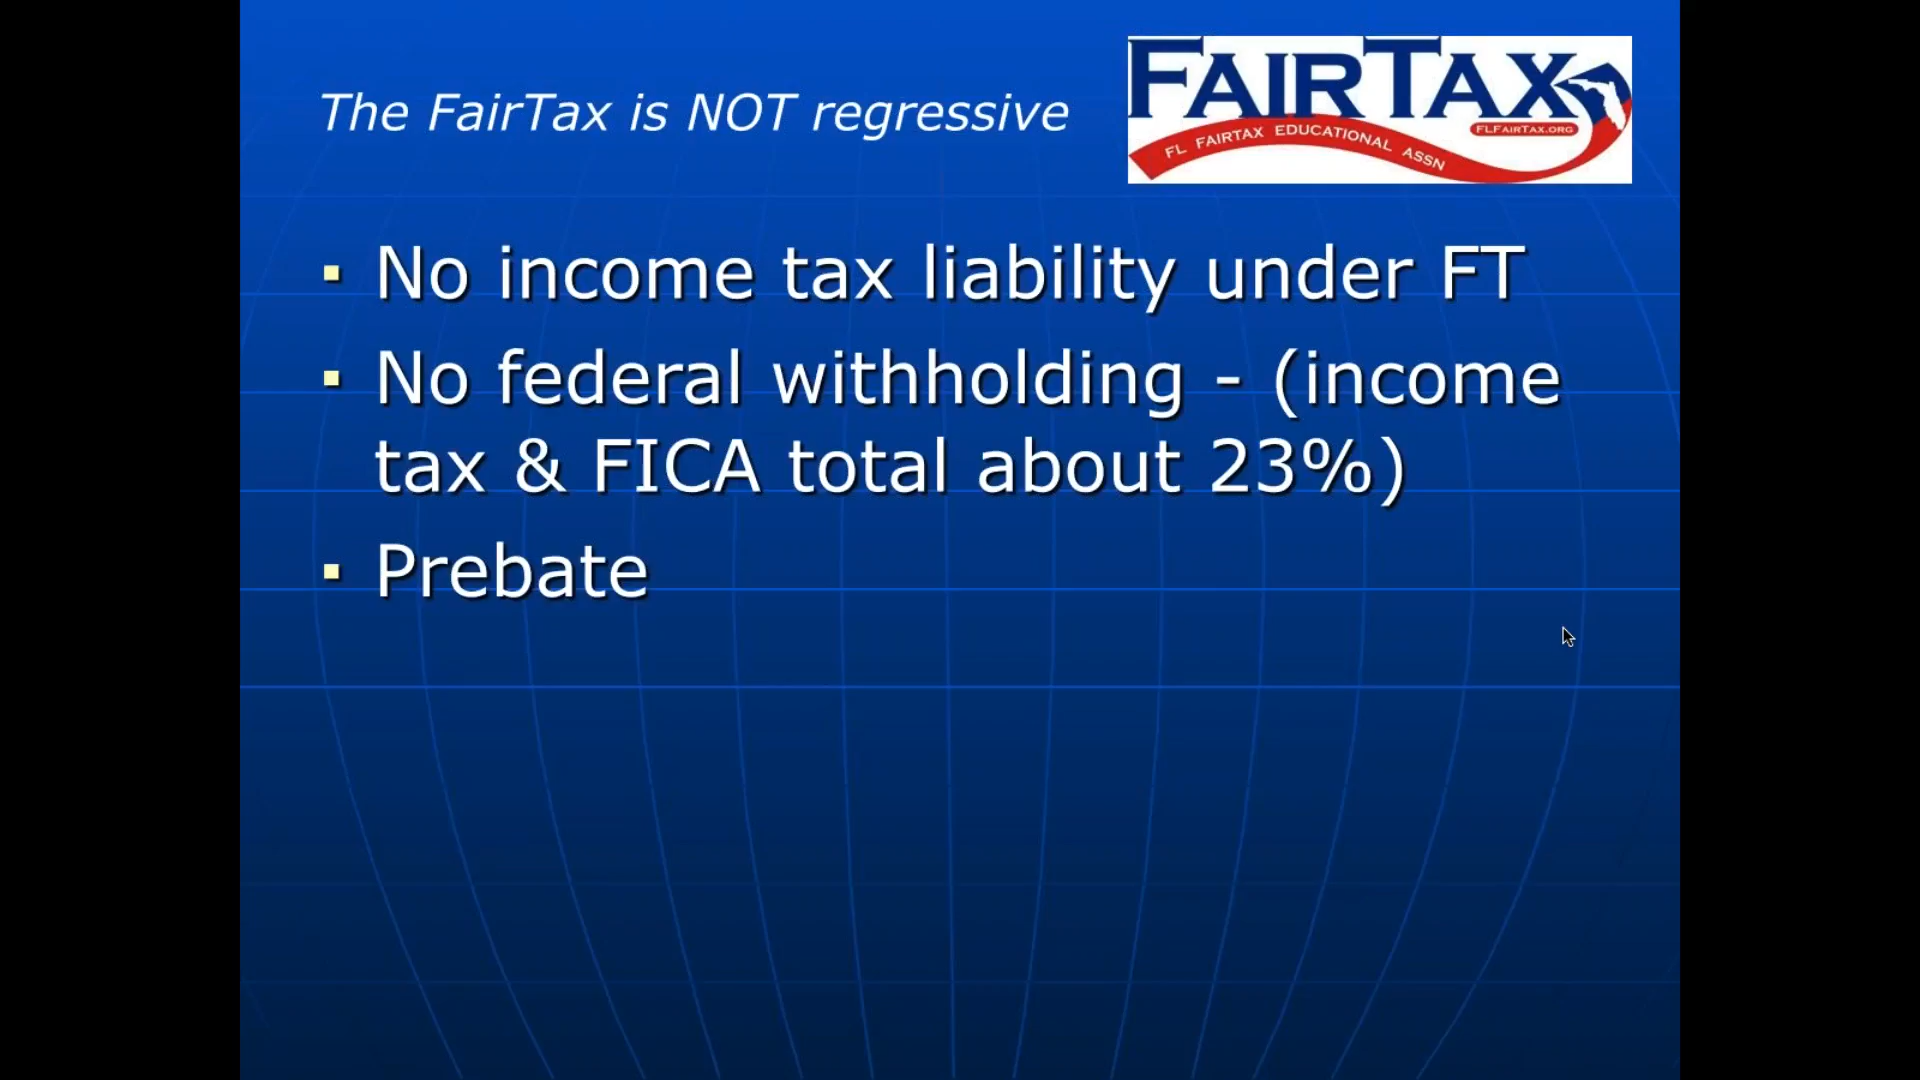 The FairTax is NOT regressive
FAIRTAX
FLFAIRTAX.ORG
FL FAIRTAX EDUCATIONAL ASSN
▪ No income tax liability under FT
▪ No federal withholding - (income
tax & FICA total about 23%)
▪ Prebate